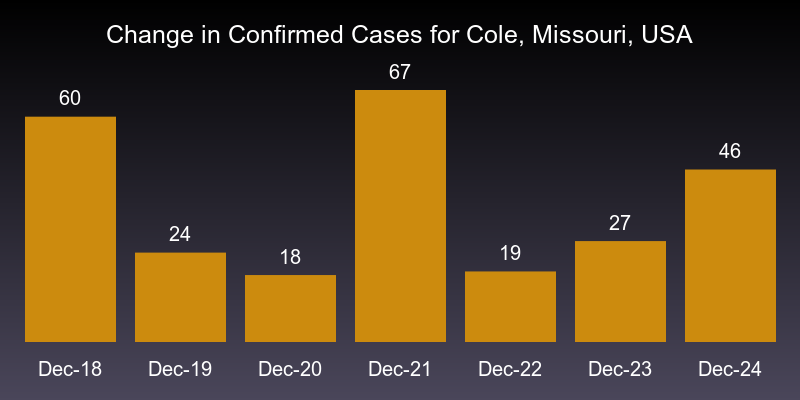 Change in Confirmed Cases for Cole, Missouri, USA
60
24
18
67
19
27
46
Dec-18
Dec-19
Dec-20
Dec-21
Dec-22
Dec-23
Dec-24